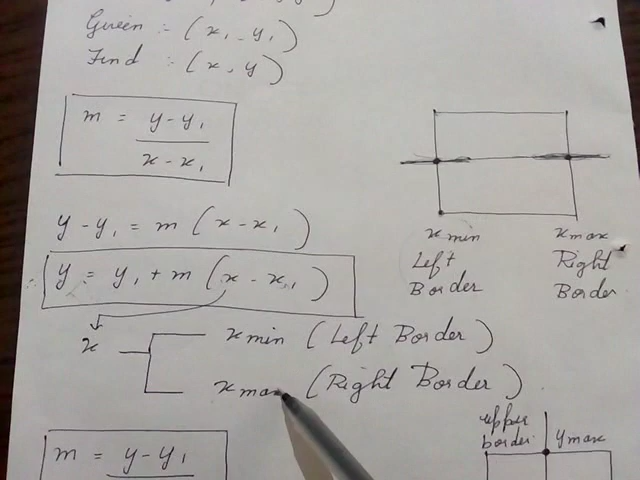 Given :- (x₁, y₁)
Find :- (x, y)
m = y - y₁
x - x₁
y - y₁ = m (x - x₁)
∴ y = y₁ + m (x - x₁)
x
xmin (Left Border)
xmax (Right Border)
xmin xmax
Left Right
Border Border
m = y - y₁
upper
border ymax